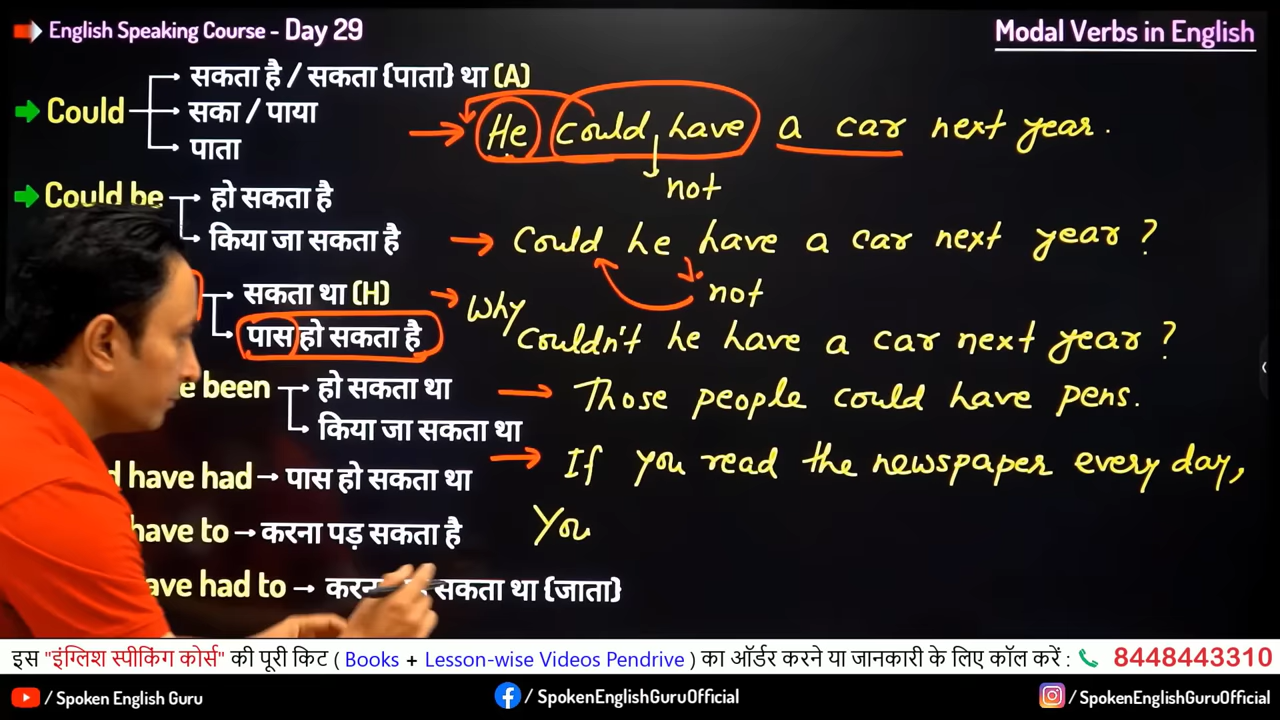 English Speaking Course - Day 29
Modal Verbs in English
Could
सकता है / सकता {पाता} था (A)
सका / पाया
पाता
He could have a car next year.
not
Could be
हो सकता है
किया जा सकता है
Could he have a car next year?
not
सकता था (H)
पास हो सकता है
Why Couldn't he have a car next year?
e been
हो सकता था
किया जा सकता था
Those people could have pens.
d have had → पास हो सकता था
If you read the newspaper every day,
You
have to → करना पड़ सकता है
ave had to → सकता था {जाता}
इस "इंग्लिश स्पीकिंग कोर्स" की पूरी किट ( Books + Lesson-wise Videos Pendrive ) का ऑर्डर करने या जानकारी के लिए कॉल करें : 8448443310
/ Spoken English Guru
/ SpokenEnglishGuruOfficial
/ SpokenEnglishGuruOfficial